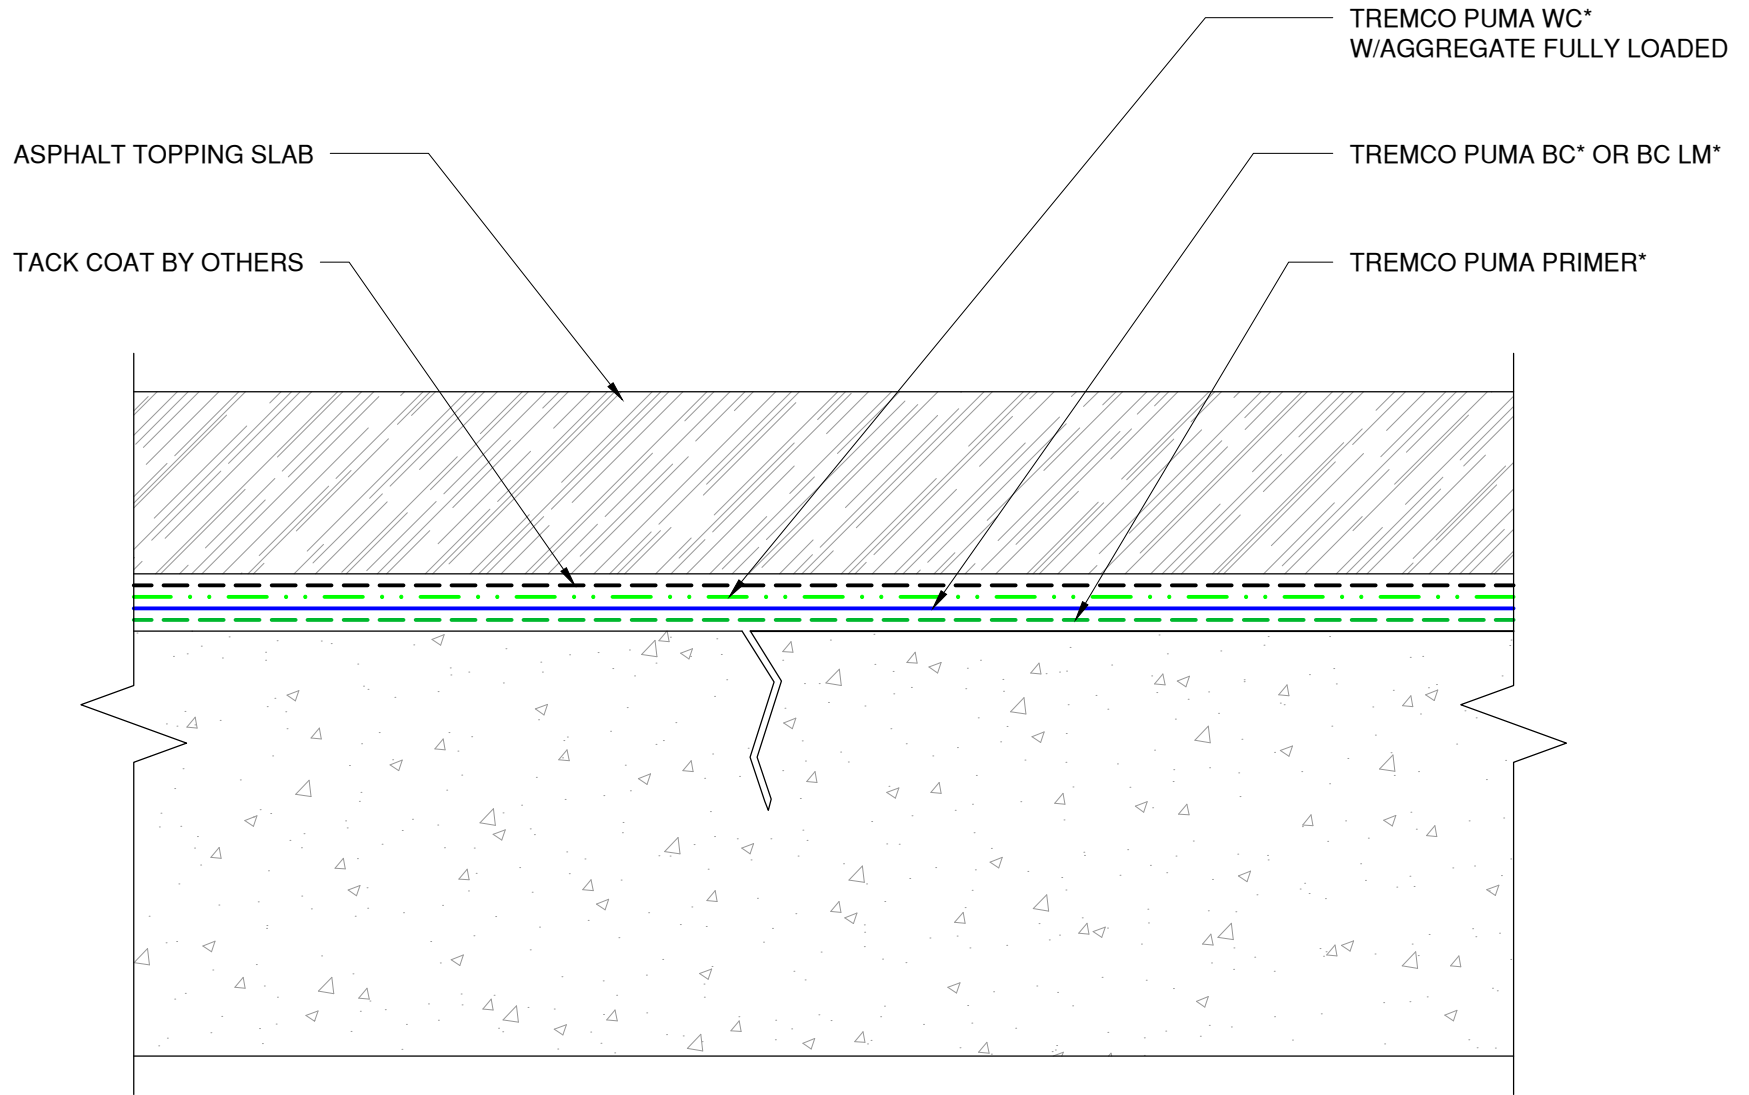 TREMCO PUMA WC*
W/AGGREGATE FULLY LOADED
ASPHALT TOPPING SLAB
TREMCO PUMA BC* OR BC LM*
TACK COAT BY OTHERS
TREMCO PUMA PRIMER*